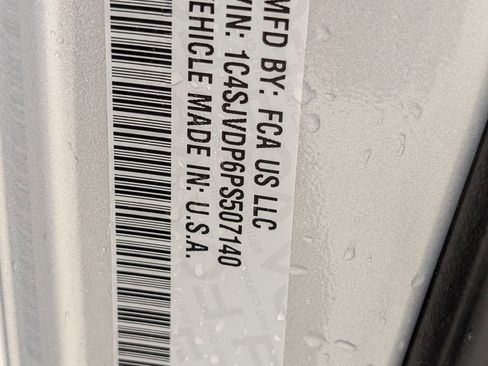 MFD BY: FCA US LLC
VIN: 1C4SJVDP6PS507140
VEHICLE MADE IN: U.S.A.